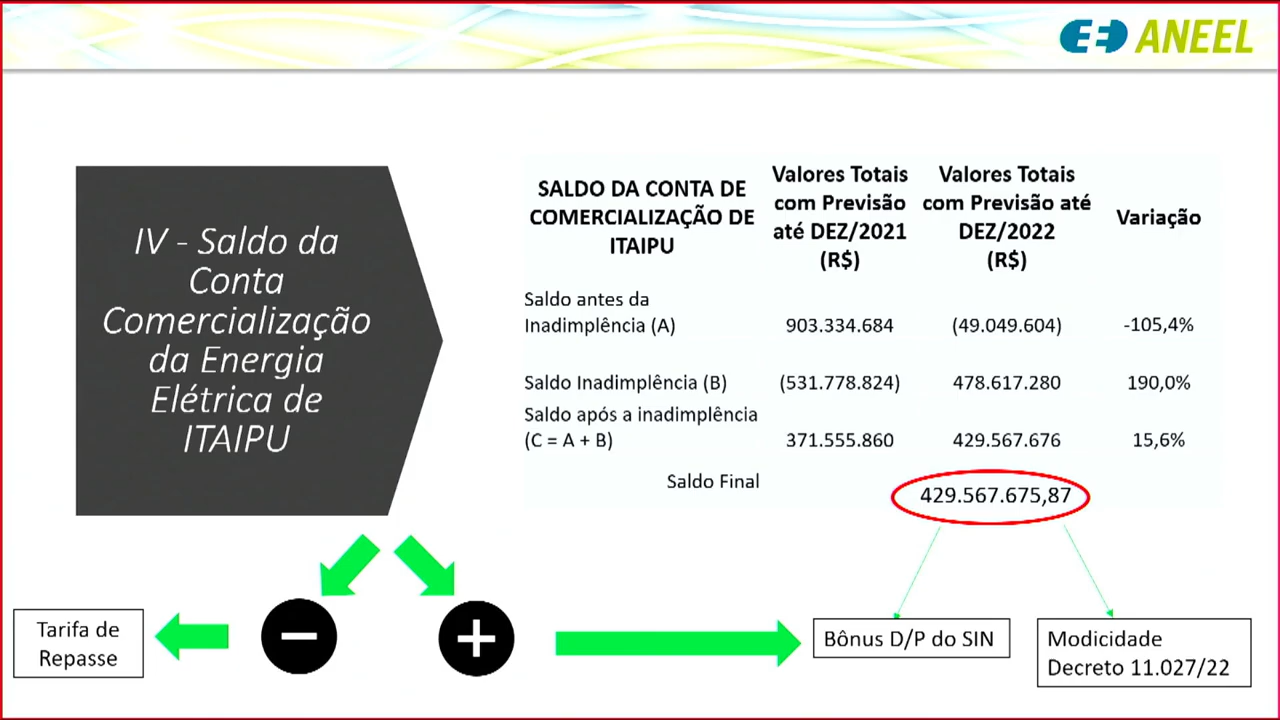 ANEEL
IV - Saldo da
Conta
Comercialização
da Energia
Elétrica de
ITAIPU
SALDO DA CONTA DE
COMERCIALIZAÇÃO DE
ITAIPU
Valores Totais
com Previsão
até DEZ/2021
(R$)
Valores Totais
com Previsão até
DEZ/2022
(R$)
Variação
Saldo antes da
Inadimplência (A) 903.334.684 (49.049.604) -105,4%
Saldo Inadimplência (B) (531.778.824) 478.617.280 190,0%
Saldo após a inadimplência
(C = A + B) 371.555.860 429.567.676 15,6%
Saldo Final 429.567.675,87
Tarifa de
Repasse
Bônus D/P do SIN
Modicidade
Decreto 11.027/22